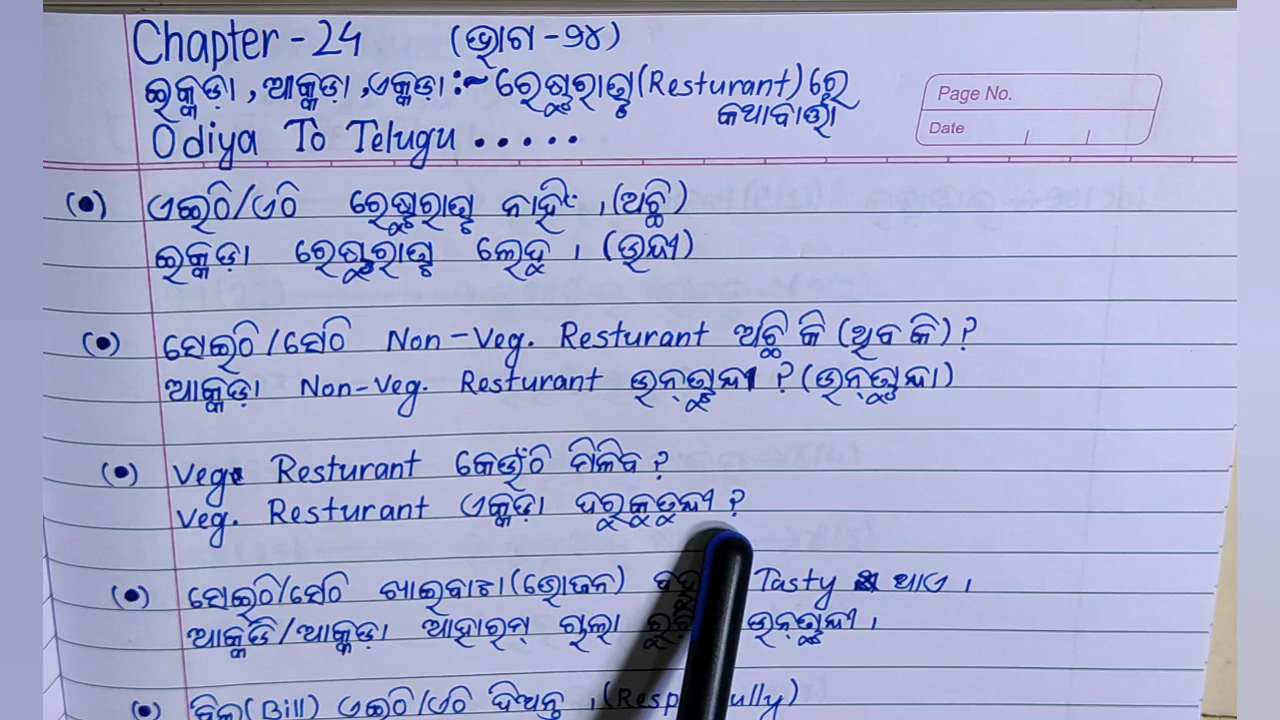 Chapter - 24 (ଭାଗ - ୨୪)
ଇକ୍କଡ଼ା, ଆକ୍କଡ଼ା, ଏକ୍କଡ଼ା :~ ରେଷ୍ଟୁରାଣ୍ଟ (Resturant) ରେ
କଥାବାର୍ତ୍ତା
Odiya To Telugu .....
Page No.
Date
(•) ଏଇଠି/ଏଠି ରେଷ୍ଟୁରାଣ୍ଟ ନାହିଁ, (ଅଛି)
ଇକ୍କଡ଼ା ରେଷ୍ଟୁରାଣ୍ଟ ଲେଦୁ । (ଉନ୍ଦୀ)
(•) ସେଇଠି/ସେଠି Non-Veg. Resturant ଅଛି କି (ଥିବ କି) ?
ଆକ୍କଡ଼ା Non-Veg. Resturant ଉନ୍ତୁନ୍ଦୀ ? (ଉନ୍ତୁନ୍ଦା)
(•) Veg. Resturant କେଉଁଠି ମିଳିବ ?
Veg. Resturant ଏକ୍କଡ଼ା ଦରୁକୁତୁନ୍ଦୀ ?
(•) ସେଇଠି/ସେଠି ଖାଇବାଟା (ଭୋଜନ) Tasty ଥାଏ ।
ଆକ୍କଡି/ଆକ୍କଡ଼ା ଆହାରମ୍ ଚାଲା ଉନ୍ତୁନ୍ଦୀ ।
(•) ବିଲ୍ (Bill) ଏଇଠି/ଏଠି ଦିଅନ୍ତୁ, (Respectfully)